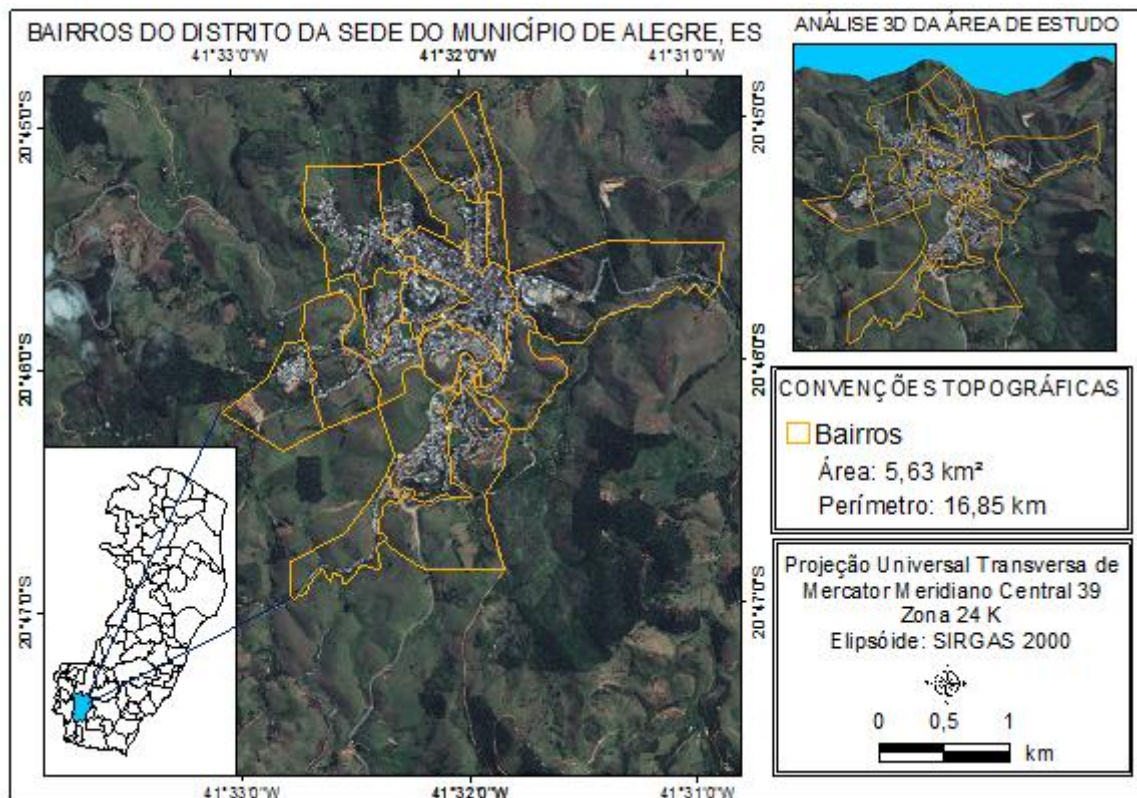 BAIRROS DO DISTRITO DA SEDE DO MUNICÍPIO DE ALEGRE, ES
41°33'0"W 41°32'0"W 41°31'0"W
20°45'0"S 20°45'0"S
20°46'0"S 20°46'0"S
20°47'0"S 20°47'0"S
41°33'0"W 41°32'0"W 41°31'0"W
ANÁLISE 3D DA ÁREA DE ESTUDO
CONVENÇÕES TOPOGRÁFICAS
Bairros
Área: 5,63 km²
Perímetro: 16,85 km
Projeção Universal Transversa de
Mercator Meridiano Central 39
Zona 24 K
Elipsóide: SIRGAS 2000
0 0,5 1
km